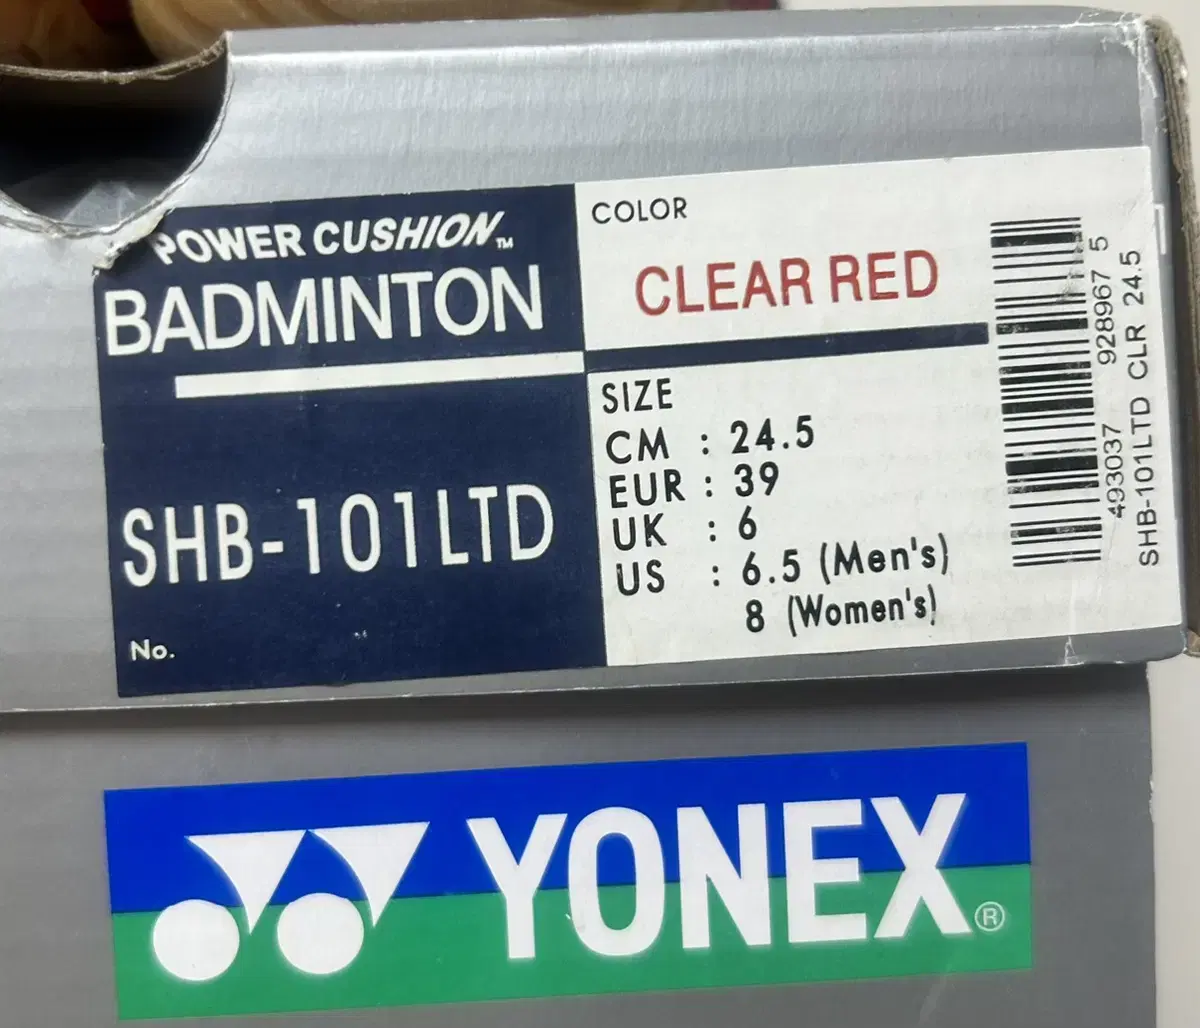 POWER CUSHION™
BADMINTON
SHB-101LTD
No.
COLOR
CLEAR RED
SIZE
CM : 24.5
EUR : 39
UK : 6
US : 6.5 (Men's)
8 (Women's)
493037 928967 5
SHB-101LTD CLR 24.5
YONEX®